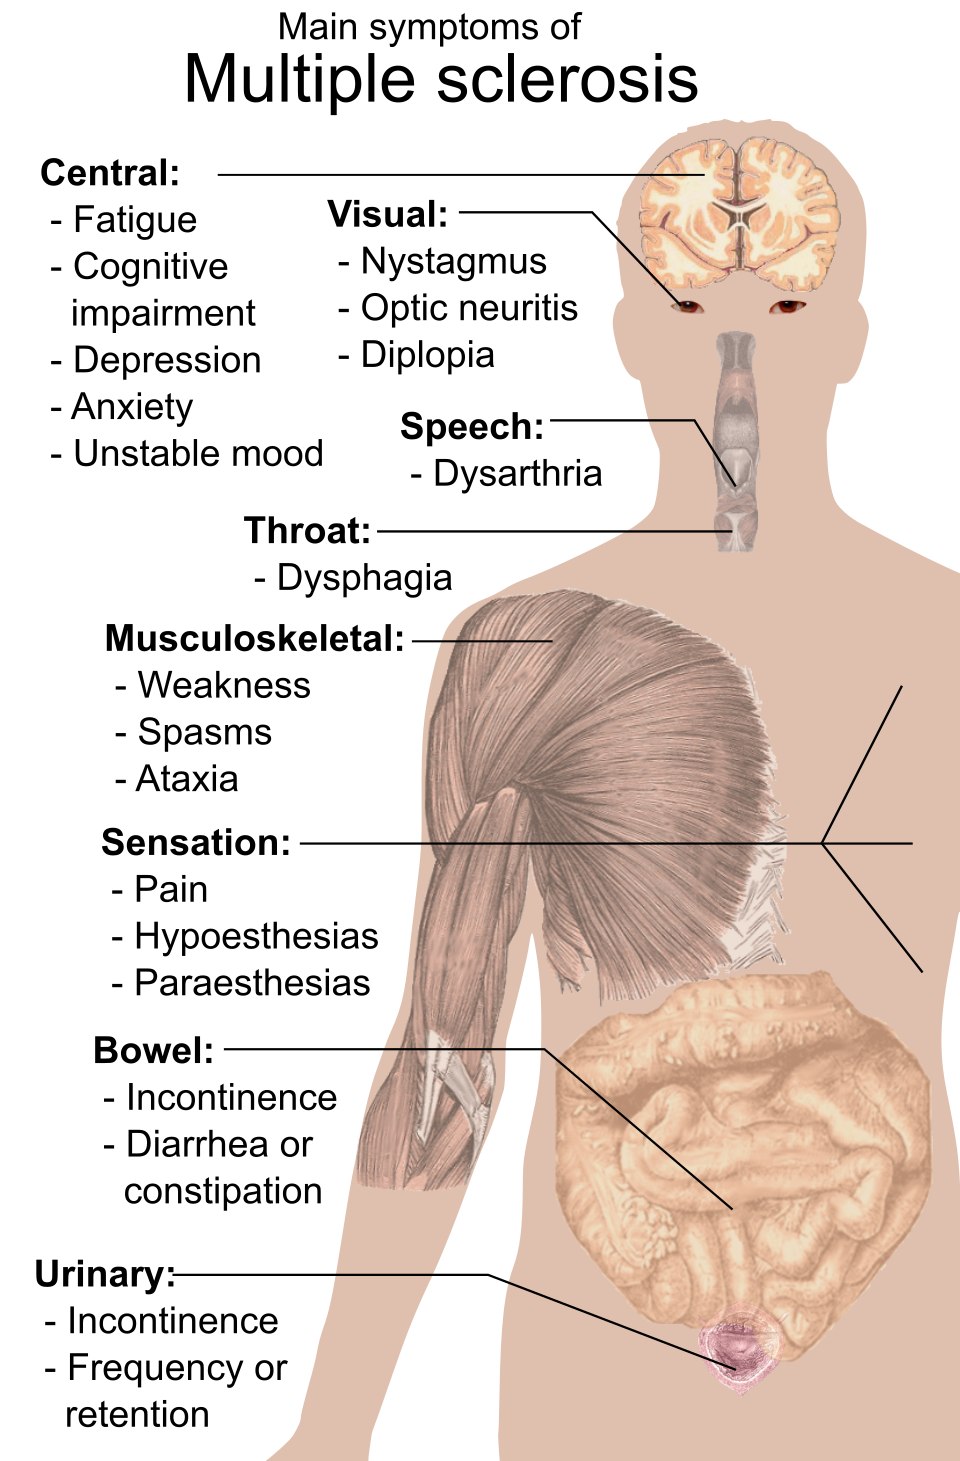 Main symptoms of
Multiple sclerosis
Central:
- Fatigue
- Cognitive
impairment
- Depression
- Anxiety
- Unstable mood
Visual:
- Nystagmus
- Optic neuritis
- Diplopia
Speech:
- Dysarthria
Throat:
- Dysphagia
Musculoskeletal:
- Weakness
- Spasms
- Ataxia
Sensation:
- Pain
- Hypoesthesias
- Paraesthesias
Bowel:
- Incontinence
- Diarrhea or
constipation
Urinary:
- Incontinence
- Frequency or
retention